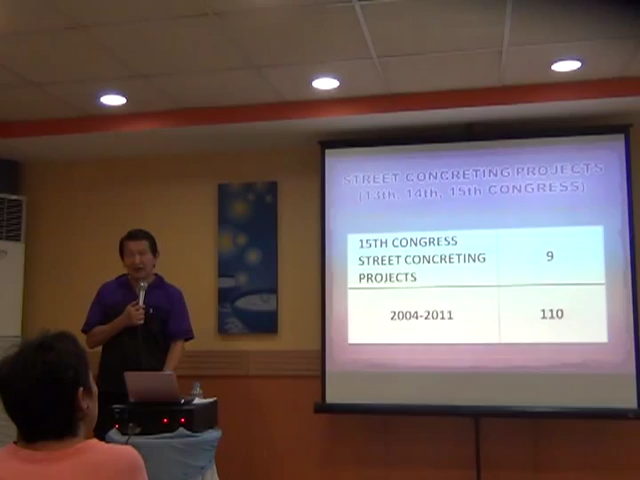 STREET CONCRETING PROJECTS
(13th, 14th, 15th CONGRESS)
15TH CONGRESS
STREET CONCRETING
PROJECTS
9
2004-2011
110